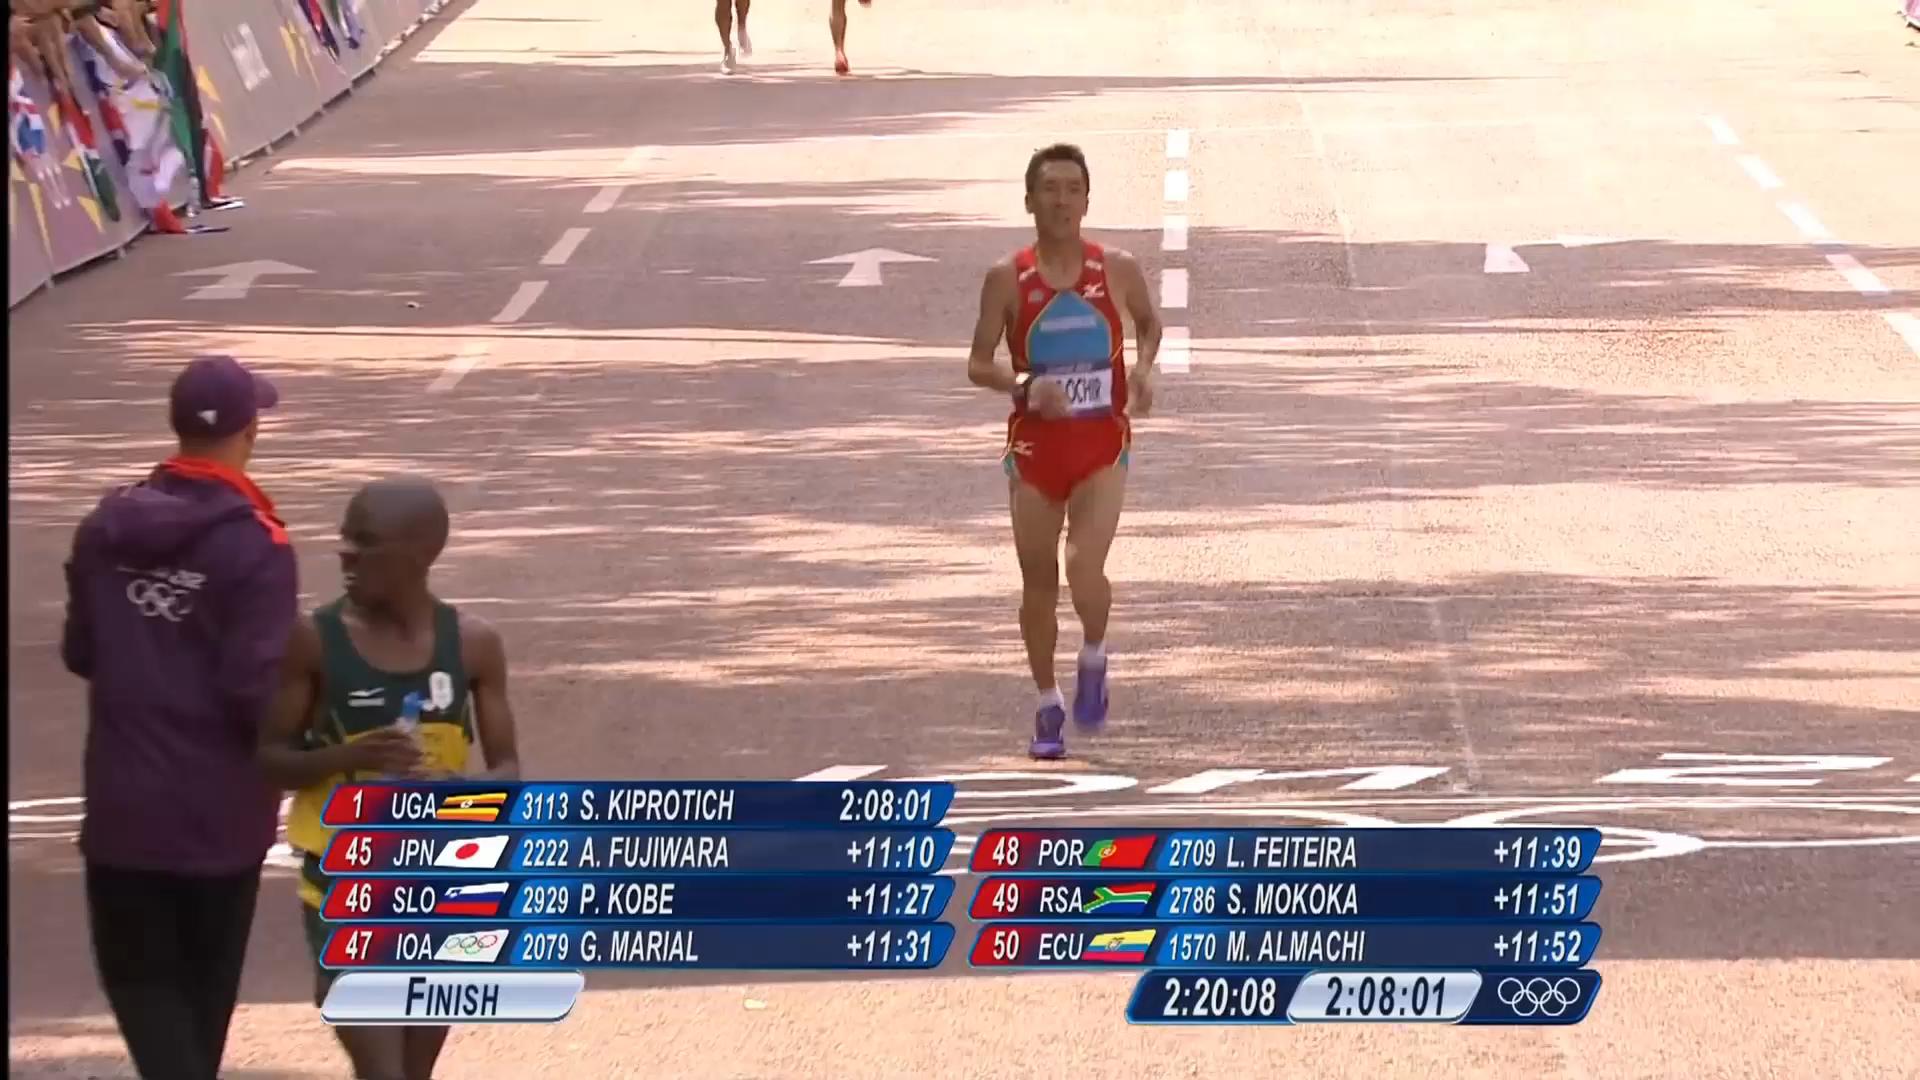 OCHIR
1 UGA 3113 S. KIPROTICH 2:08:01
45 JPN 2222 A. FUJIWARA +11:10
46 SLO 2929 P. KOBE +11:27
47 IOA 2079 G. MARIAL +11:31
48 POR 2709 L. FEITEIRA +11:39
49 RSA 2786 S. MOKOKA +11:51
50 ECU 1570 M. ALMACHI +11:52
FINISH
2:20:08 2:08:01